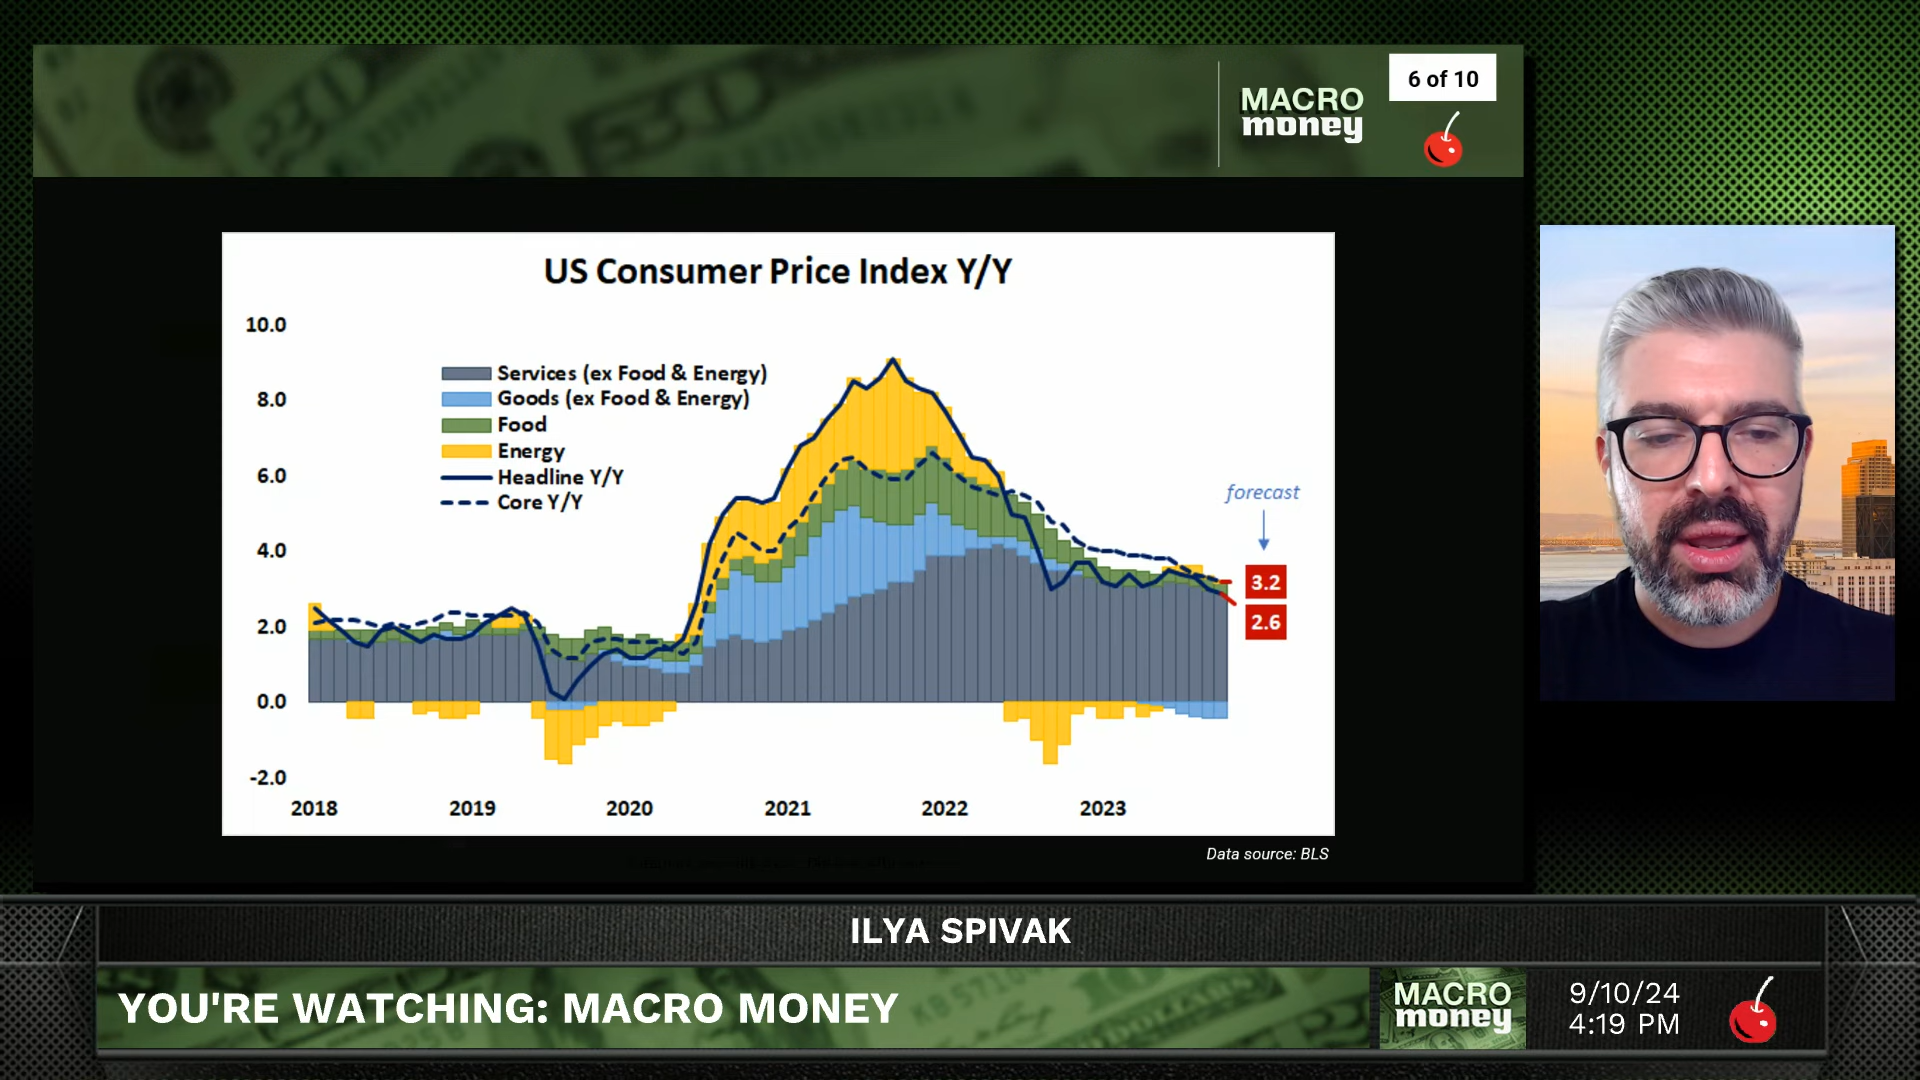 MACRO
money
6 of 10
US Consumer Price Index Y/Y
10.0
8.0
6.0
4.0
2.0
0.0
-2.0
Services (ex Food & Energy)
Goods (ex Food & Energy)
Food
Energy
Headline Y/Y
Core Y/Y
forecast
3.2
2.6
2018
2019
2020
2021
2022
2023
Data source: BLS
ILYA SPIVAK
YOU'RE WATCHING: MACRO MONEY
MACRO
money
9/10/24
4:19 PM